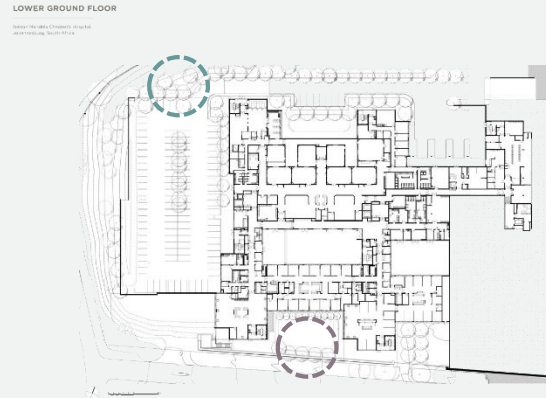 LOWER GROUND FLOOR
Nelson Mandela Children's Hospital
Johannesburg, South Africa